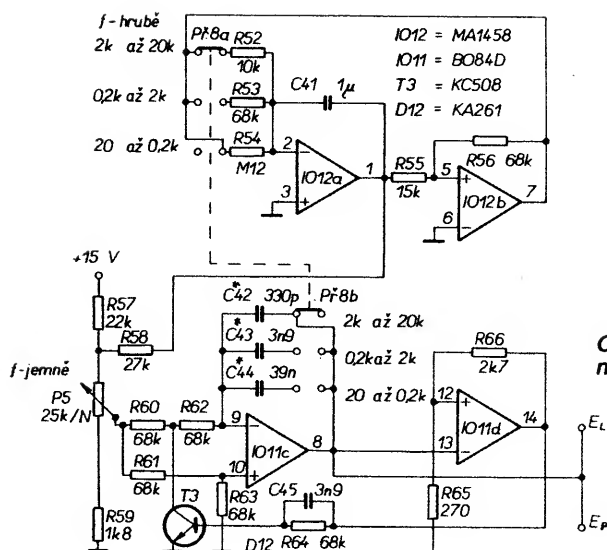 f-hrubě
2k až 20k
Př8a
R52
10k
0,2k až 2k
R53
68k
20 až 0,2k
R54
M12
C41
1μ
2
3
1
IO12a
IO12 = MA1458
IO11 = BO84D
T3 = KC508
D12 = KA261
R55
15k
R56
68k
5
6
7
IO12b
+15 V
R57
22k
R58
27k
f-jemně
P5
25k/N
R59
1k8
R60
68k
R61
68k
R62
68k
C42*
330p
Př8b
2k až 20k
C43*
3n9
0,2k až 2k
C44*
39n
20 až 0,2k
9
10
8
IO11c
R63
68k
T3
D12
C45
3n9
R64
68k
R66
2k7
12
13
14
IO11d
R65
270
EL